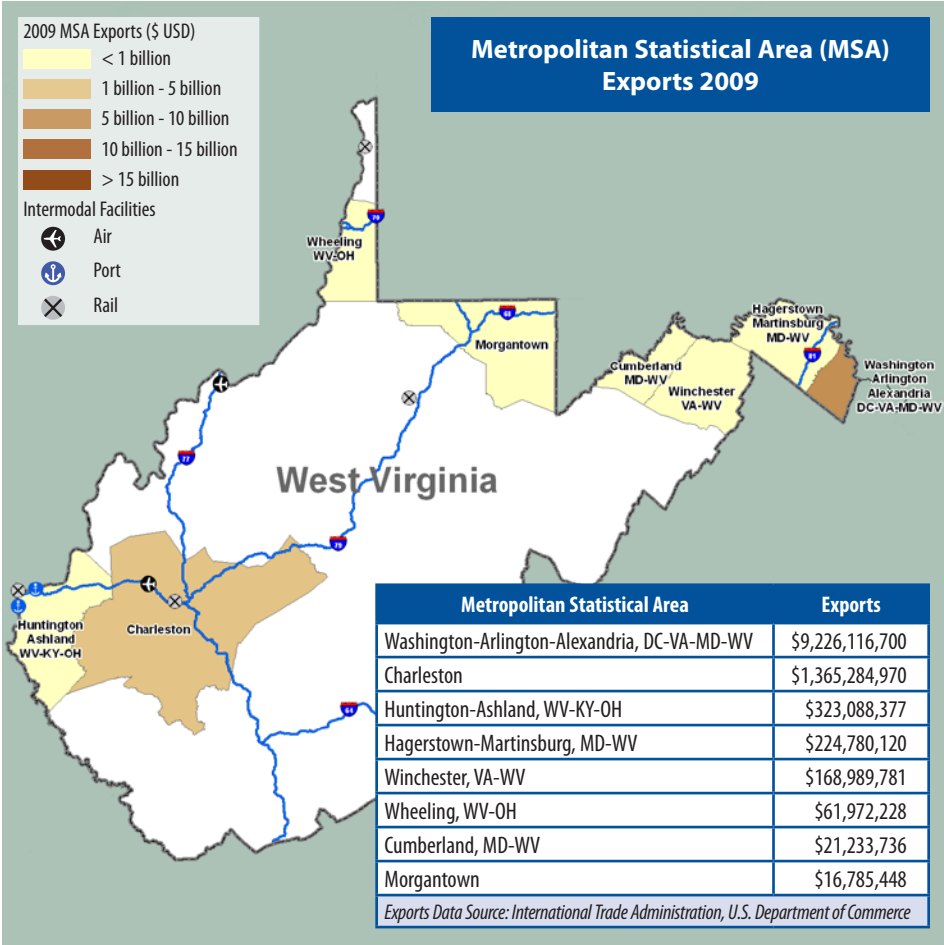 2009 MSA Exports ($ USD)
< 1 billion
1 billion - 5 billion
5 billion - 10 billion
10 billion - 15 billion
> 15 billion
Intermodal Facilities
Air
Port
Rail
Metropolitan Statistical Area (MSA)
Exports 2009
70
Wheeling
WV-OH
68
Morgantown
Hagerstown
Martinsburg
MD-WV
81
Cumberland
MD-WV
Winchester
VA-WV
Washington
Arlington
Alexandria
DC-VA-MD-WV
77
West Virginia
79
Huntington
Ashland
WV-KY-OH
Charleston
64
Metropolitan Statistical Area Exports
Washington-Arlington-Alexandria, DC-VA-MD-WV $9,226,116,700
Charleston $1,365,284,970
Huntington-Ashland, WV-KY-OH $323,088,377
Hagerstown-Martinsburg, MD-WV $224,780,120
Winchester, VA-WV $168,989,781
Wheeling, WV-OH $61,972,228
Cumberland, MD-WV $21,233,736
Morgantown $16,785,448
Exports Data Source: International Trade Administration, U.S. Department of Commerce